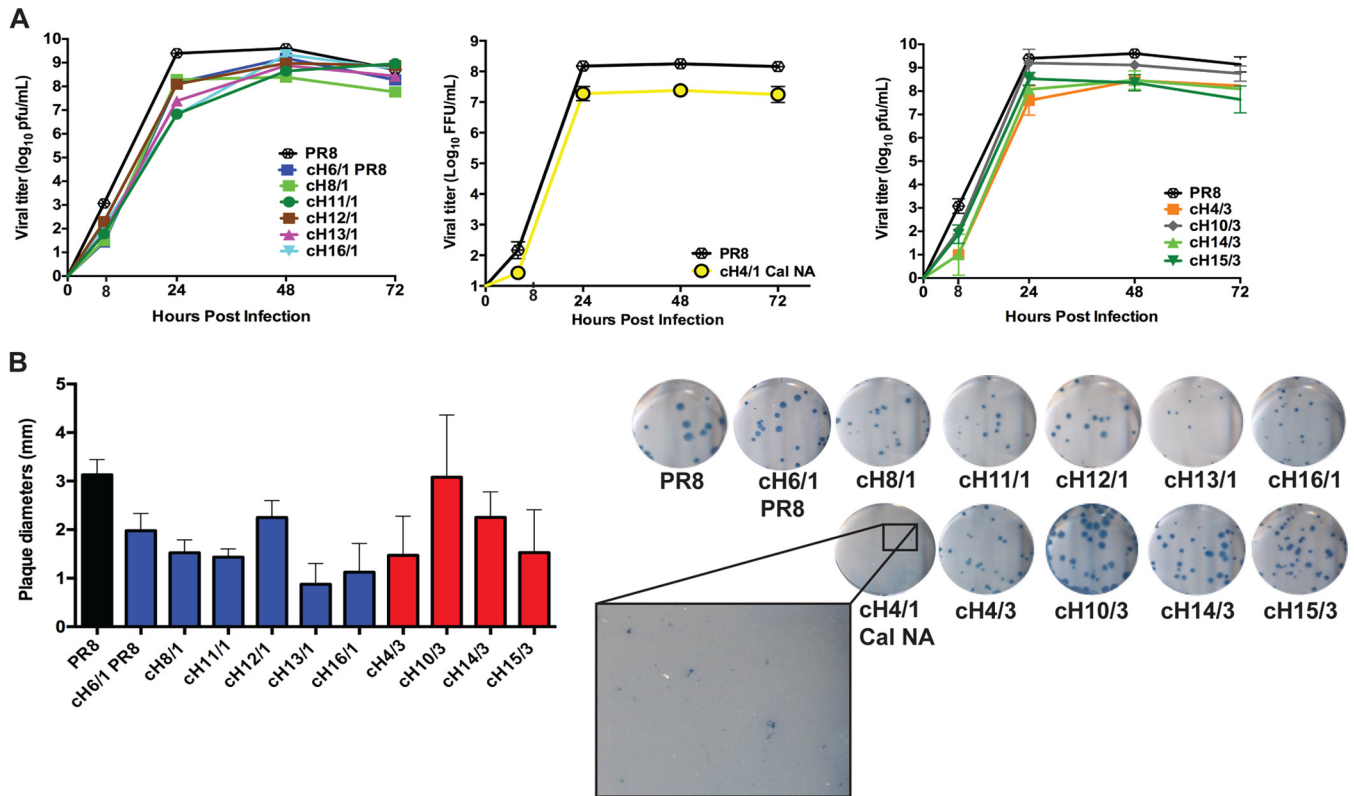 A
Viral titer (log10 pfu/mL)
10
9
8
7
6
5
4
3
2
1
0
0 8 24 48 72
Hours Post Infection
PR8
cH6/1 PR8
cH8/1
cH11/1
cH12/1
cH13/1
cH16/1
Viral titer (Log10 FFU/mL)
9
8
7
6
5
4
3
2
1
0 8 24 48 72
Hours Post Infection
PR8
cH4/1 Cal NA
Viral titer (log10 pfu/mL)
10
9
8
7
6
5
4
3
2
1
0
0 8 24 48 72
Hours Post Infection
PR8
cH4/3
cH10/3
cH14/3
cH15/3
B
Plaque diameters (mm)
5
4
3
2
1
0
PR8
cH6/1 PR8
cH8/1
cH11/1
cH12/1
cH13/1
cH16/1
cH4/3
cH10/3
cH14/3
cH15/3
PR8
cH6/1
PR8
cH8/1
cH11/1
cH12/1
cH13/1
cH16/1
cH4/1
Cal NA
cH4/3
cH10/3
cH14/3
cH15/3